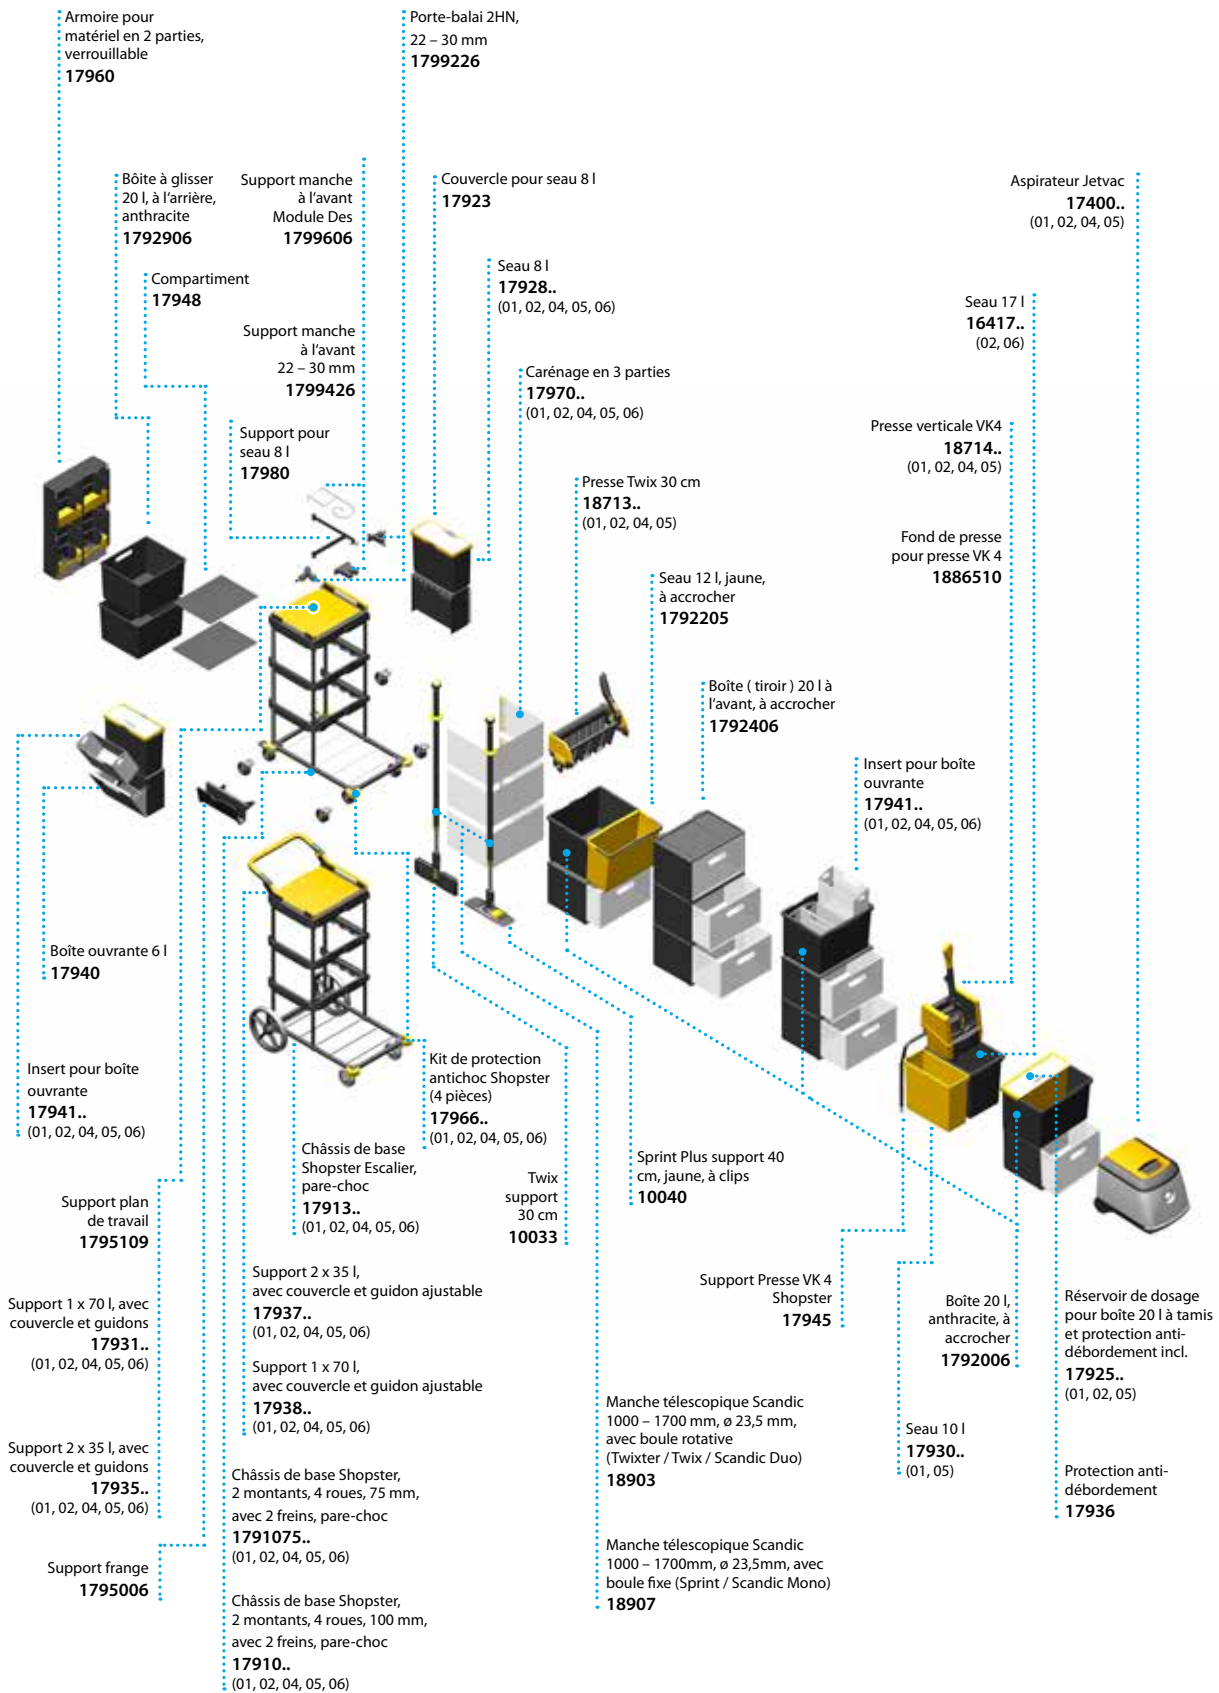 Armoire pour
matériel en 2 parties,
verrouillable
17960
Porte-balai 2HN,
22 – 30 mm
1799226
Bôite à glisser
20 l, à l'arrière,
anthracite
1792906
Support manche
à l'avant
Module Des
1799606
Couvercle pour seau 8 l
17923
Aspirateur Jetvac
17400..
(01, 02, 04, 05)
Compartiment
17948
Seau 8 l
17928..
(01, 02, 04, 05, 06)
Seau 17 l
16417..
(02, 06)
Support manche
à l'avant
22 – 30 mm
1799426
Carénage en 3 parties
17970..
(01, 02, 04, 05, 06)
Support pour
seau 8 l
17980
Presse verticale VK4
18714..
(01, 02, 04, 05)
Presse Twix 30 cm
18713..
(01, 02, 04, 05)
Fond de presse
pour presse VK 4
1886510
Seau 12 l, jaune,
à accrocher
1792205
Boîte ( tiroir ) 20 l à
l'avant, à accrocher
1792406
Insert pour boîte
ouvrante
17941..
(01, 02, 04, 05, 06)
Boîte ouvrante 6 l
17940
Insert pour boîte
ouvrante
17941..
(01, 02, 04, 05, 06)
Kit de protection
antichoc Shopster
(4 pièces)
17966..
(01, 02, 04, 05, 06)
Châssis de base
Shopster Escalier,
pare-choc
17913..
(01, 02, 04, 05, 06)
Twix
support
30 cm
10033
Sprint Plus support 40
cm, jaune, à clips
10040
Support plan
de travail
1795109
Support 2 x 35 l,
avec couvercle et guidon ajustable
17937..
(01, 02, 04, 05, 06)
Support Presse VK 4
Shopster
17945
Boîte 20 l,
anthracite, à
accrocher
1792006
Réservoir de dosage
pour boîte 20 l à tamis
et protection anti-
débordement incl.
17925..
(01, 02, 05)
Support 1 x 70 l, avec
couvercle et guidons
17931..
(01, 02, 04, 05, 06)
Support 1 x 70 l,
avec couvercle et guidon ajustable
17938..
(01, 02, 04, 05, 06)
Manche télescopique Scandic
1000 – 1700 mm, ø 23,5 mm,
avec boule rotative
(Twixter / Twix / Scandic Duo)
18903
Seau 10 l
17930..
(01, 05)
Support 2 x 35 l, avec
couvercle et guidons
17935..
(01, 02, 04, 05, 06)
Châssis de base Shopster,
2 montants, 4 roues, 75 mm,
avec 2 freins, pare-choc
1791075..
(01, 02, 04, 05, 06)
Protection anti-
débordement
17936
Support frange
1795006
Manche télescopique Scandic
1000 – 1700mm, ø 23,5mm, avec
boule fixe (Sprint / Scandic Mono)
18907
Châssis de base Shopster,
2 montants, 4 roues, 100 mm,
avec 2 freins, pare-choc
17910..
(01, 02, 04, 05, 06)